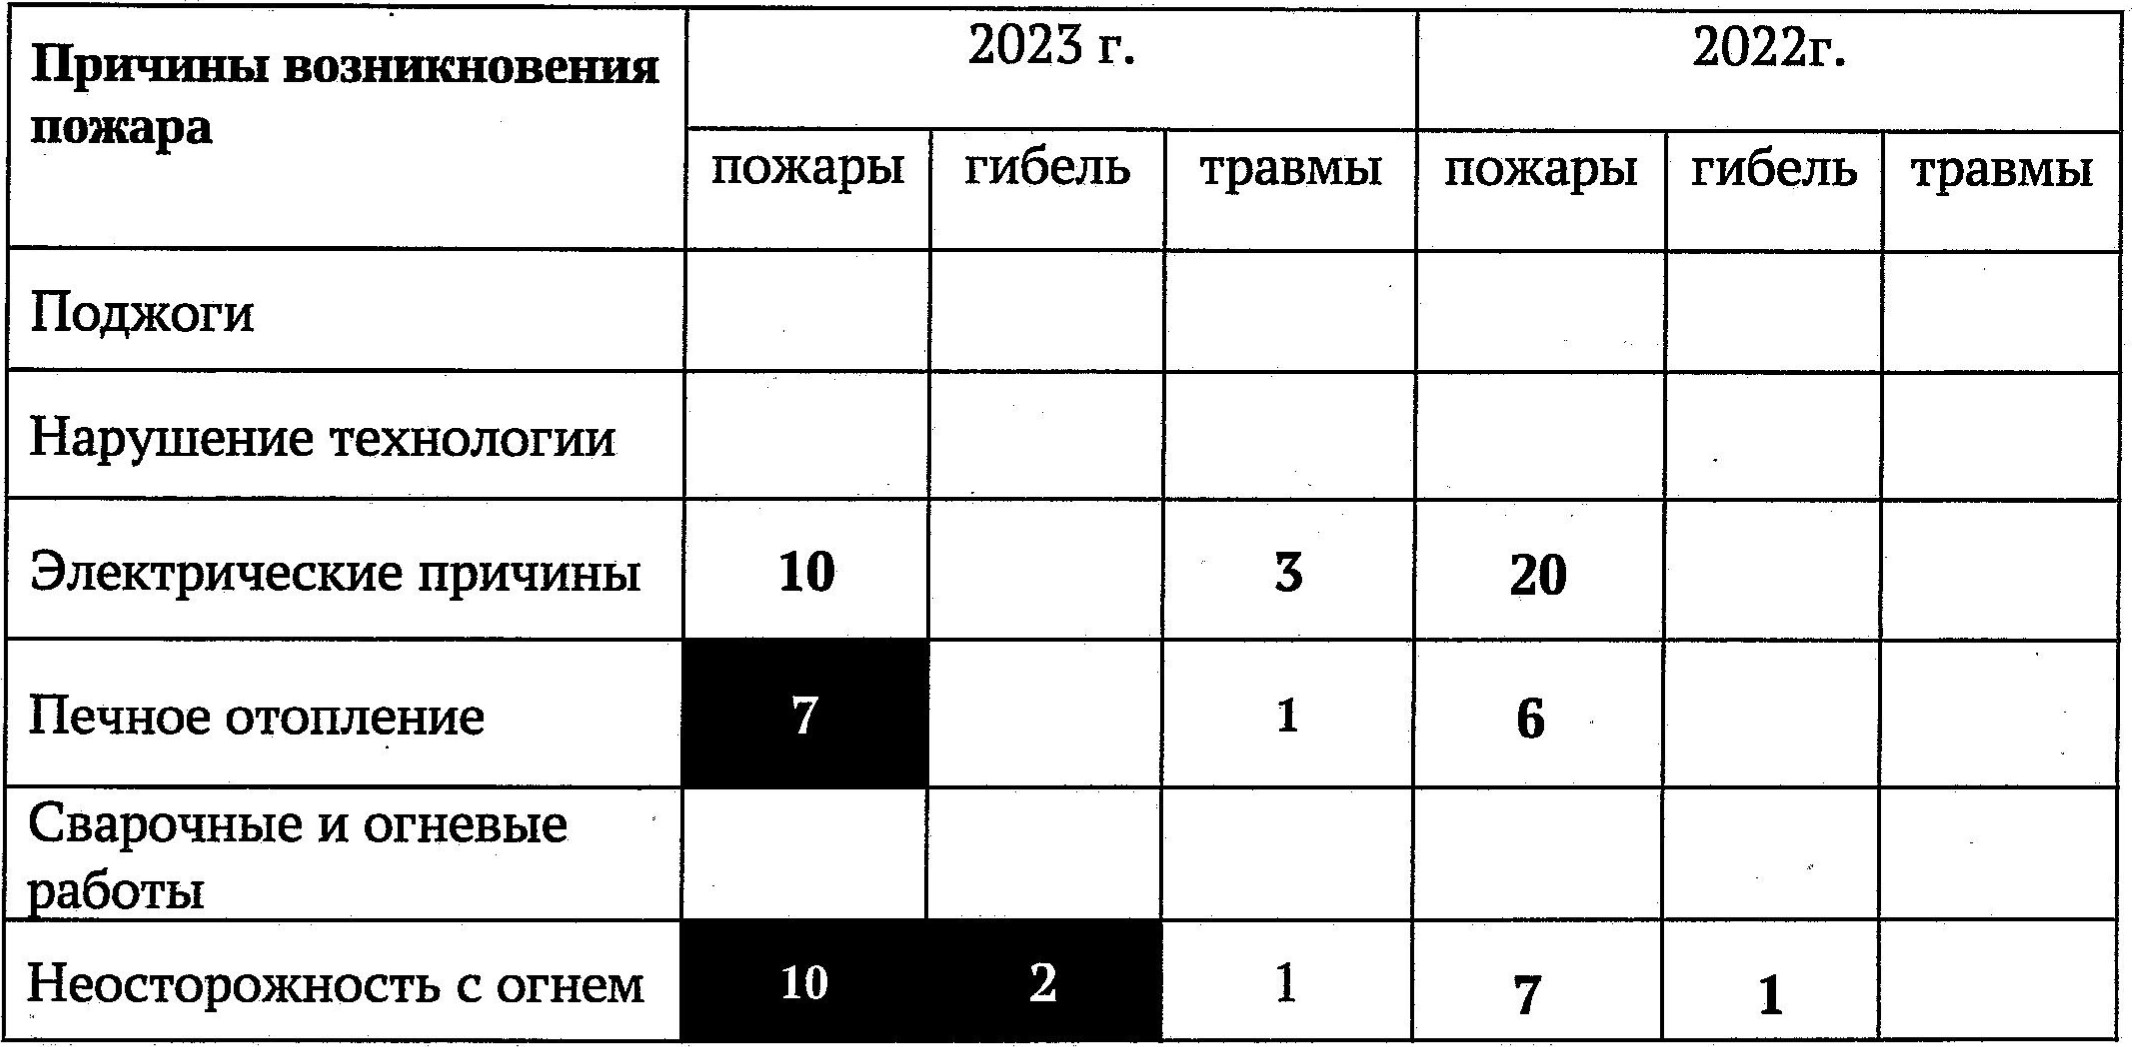 Причины возникновения
пожара
2023 г.
2022г.
пожары гибель травмы пожары гибель травмы
Поджоги
Нарушение технологии
Электрические причины 10 3 20
Печное отопление 7 1 6
Сварочные и огневые
работы
Неосторожность с огнем 10 2 1 7 1